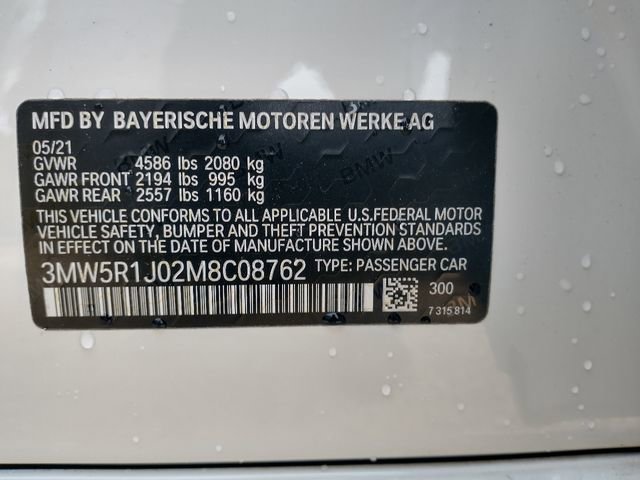 MFD BY BAYERISCHE MOTOREN WERKE AG
05/21
GVWR 4586 lbs 2080 kg
GAWR FRONT 2194 lbs 995 kg
GAWR REAR 2557 lbs 1160 kg
THIS VEHICLE CONFORMS TO ALL APPLICABLE U.S.FEDERAL MOTOR
VEHICLE SAFETY, BUMPER AND THEFT PREVENTION STANDARDS
IN EFFECT ON THE DATE OF MANUFACTURE SHOWN ABOVE.
3MW5R1J02M8C08762 TYPE: PASSENGER CAR
300
7 315 814